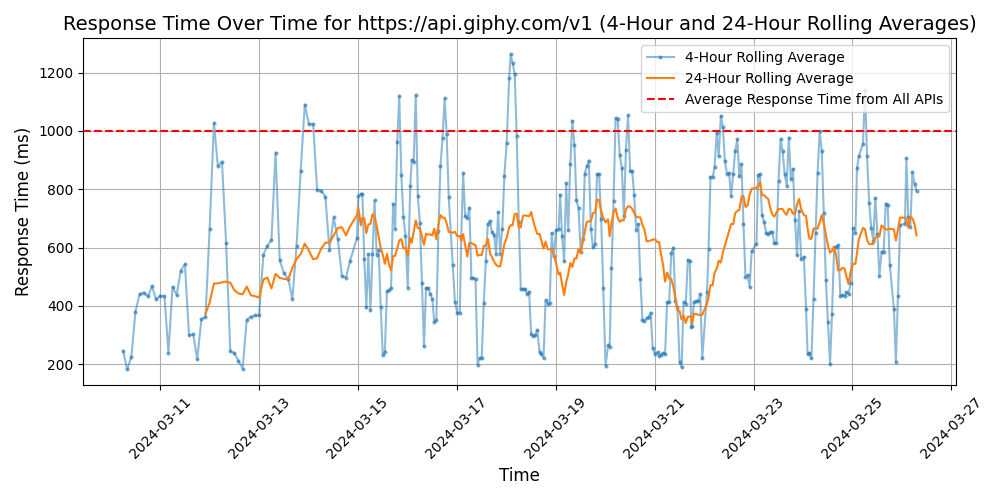 Response Time Over Time for https://api.giphy.com/v1 (4-Hour and 24-Hour Rolling Averages)
4-Hour Rolling Average
24-Hour Rolling Average
Average Response Time from All APIs
Response Time (ms)
1200
1000
800
600
400
200
2024-03-11
2024-03-13
2024-03-15
2024-03-17
2024-03-19
2024-03-21
2024-03-23
2024-03-25
2024-03-27
Time